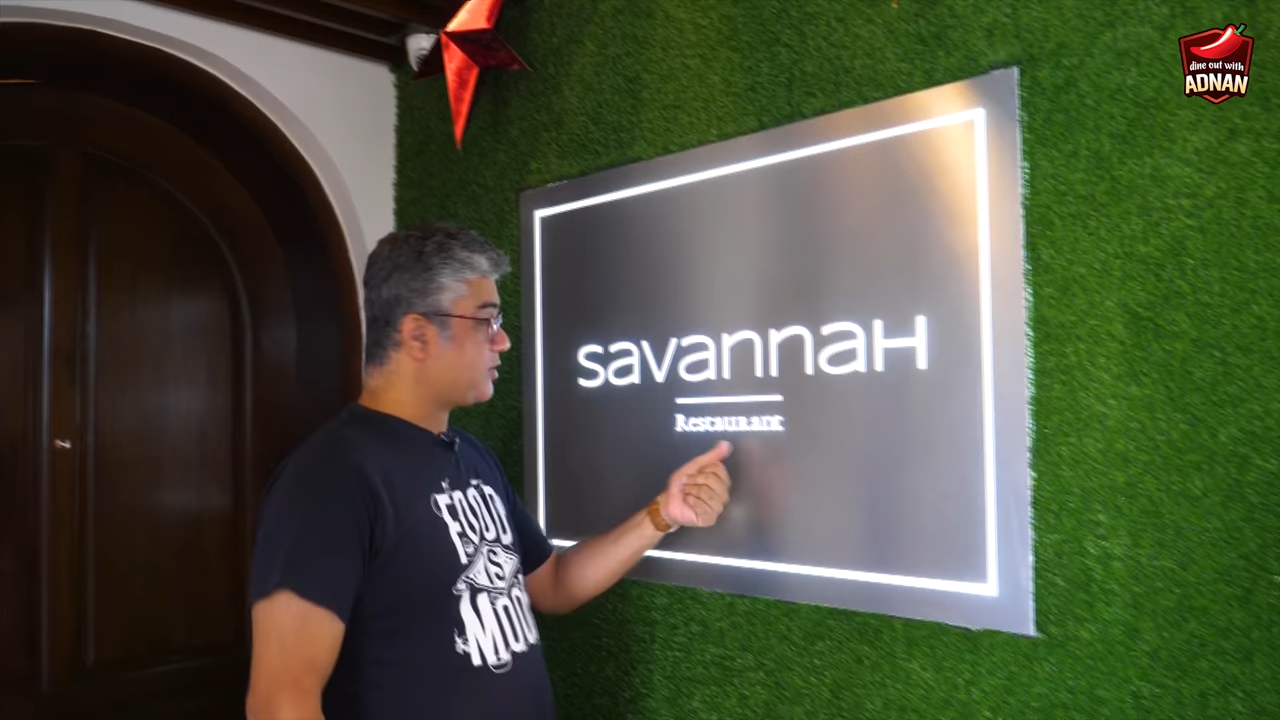 dine out with
ADNAN
savannaH
Restaurant
FOOD
IS
MOOD